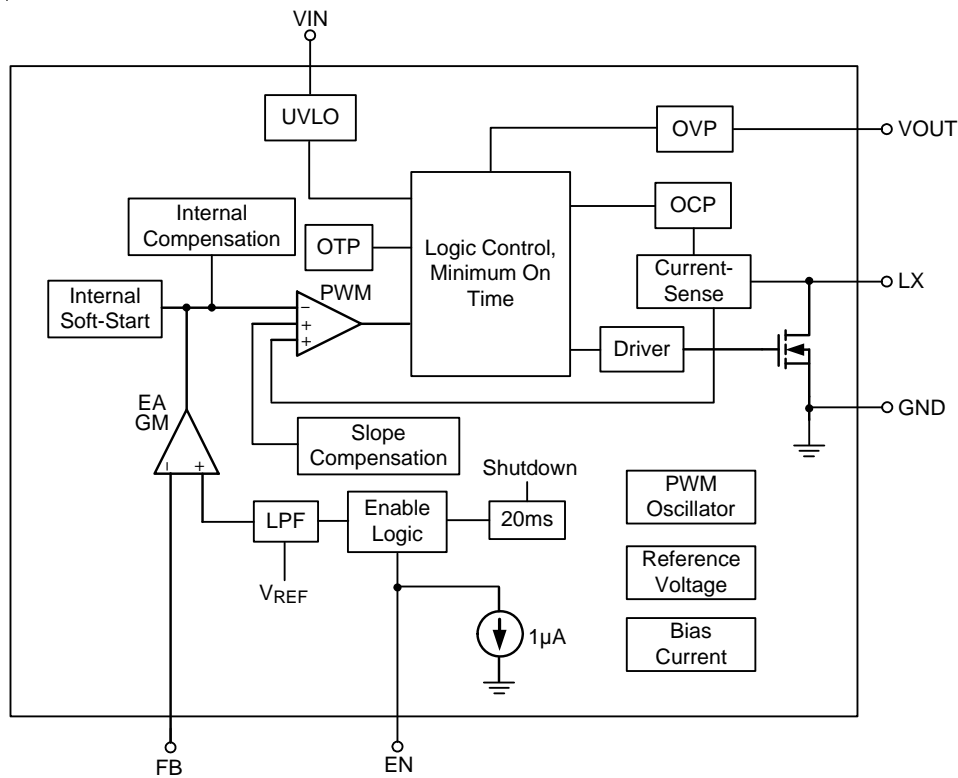 VIN
UVLO
OVP
VOUT
Internal
Compensation
OTP
Logic Control,
Minimum On
Time
OCP
Internal
Soft-Start
PWM
−
+
+
Current-
Sense
LX
Driver
EA
GM
−
+
GND
Slope
Compensation
Shutdown
PWM
Oscillator
LPF
Enable
Logic
20ms
VREF
Reference
Voltage
1µA
Bias
Current
FB
EN